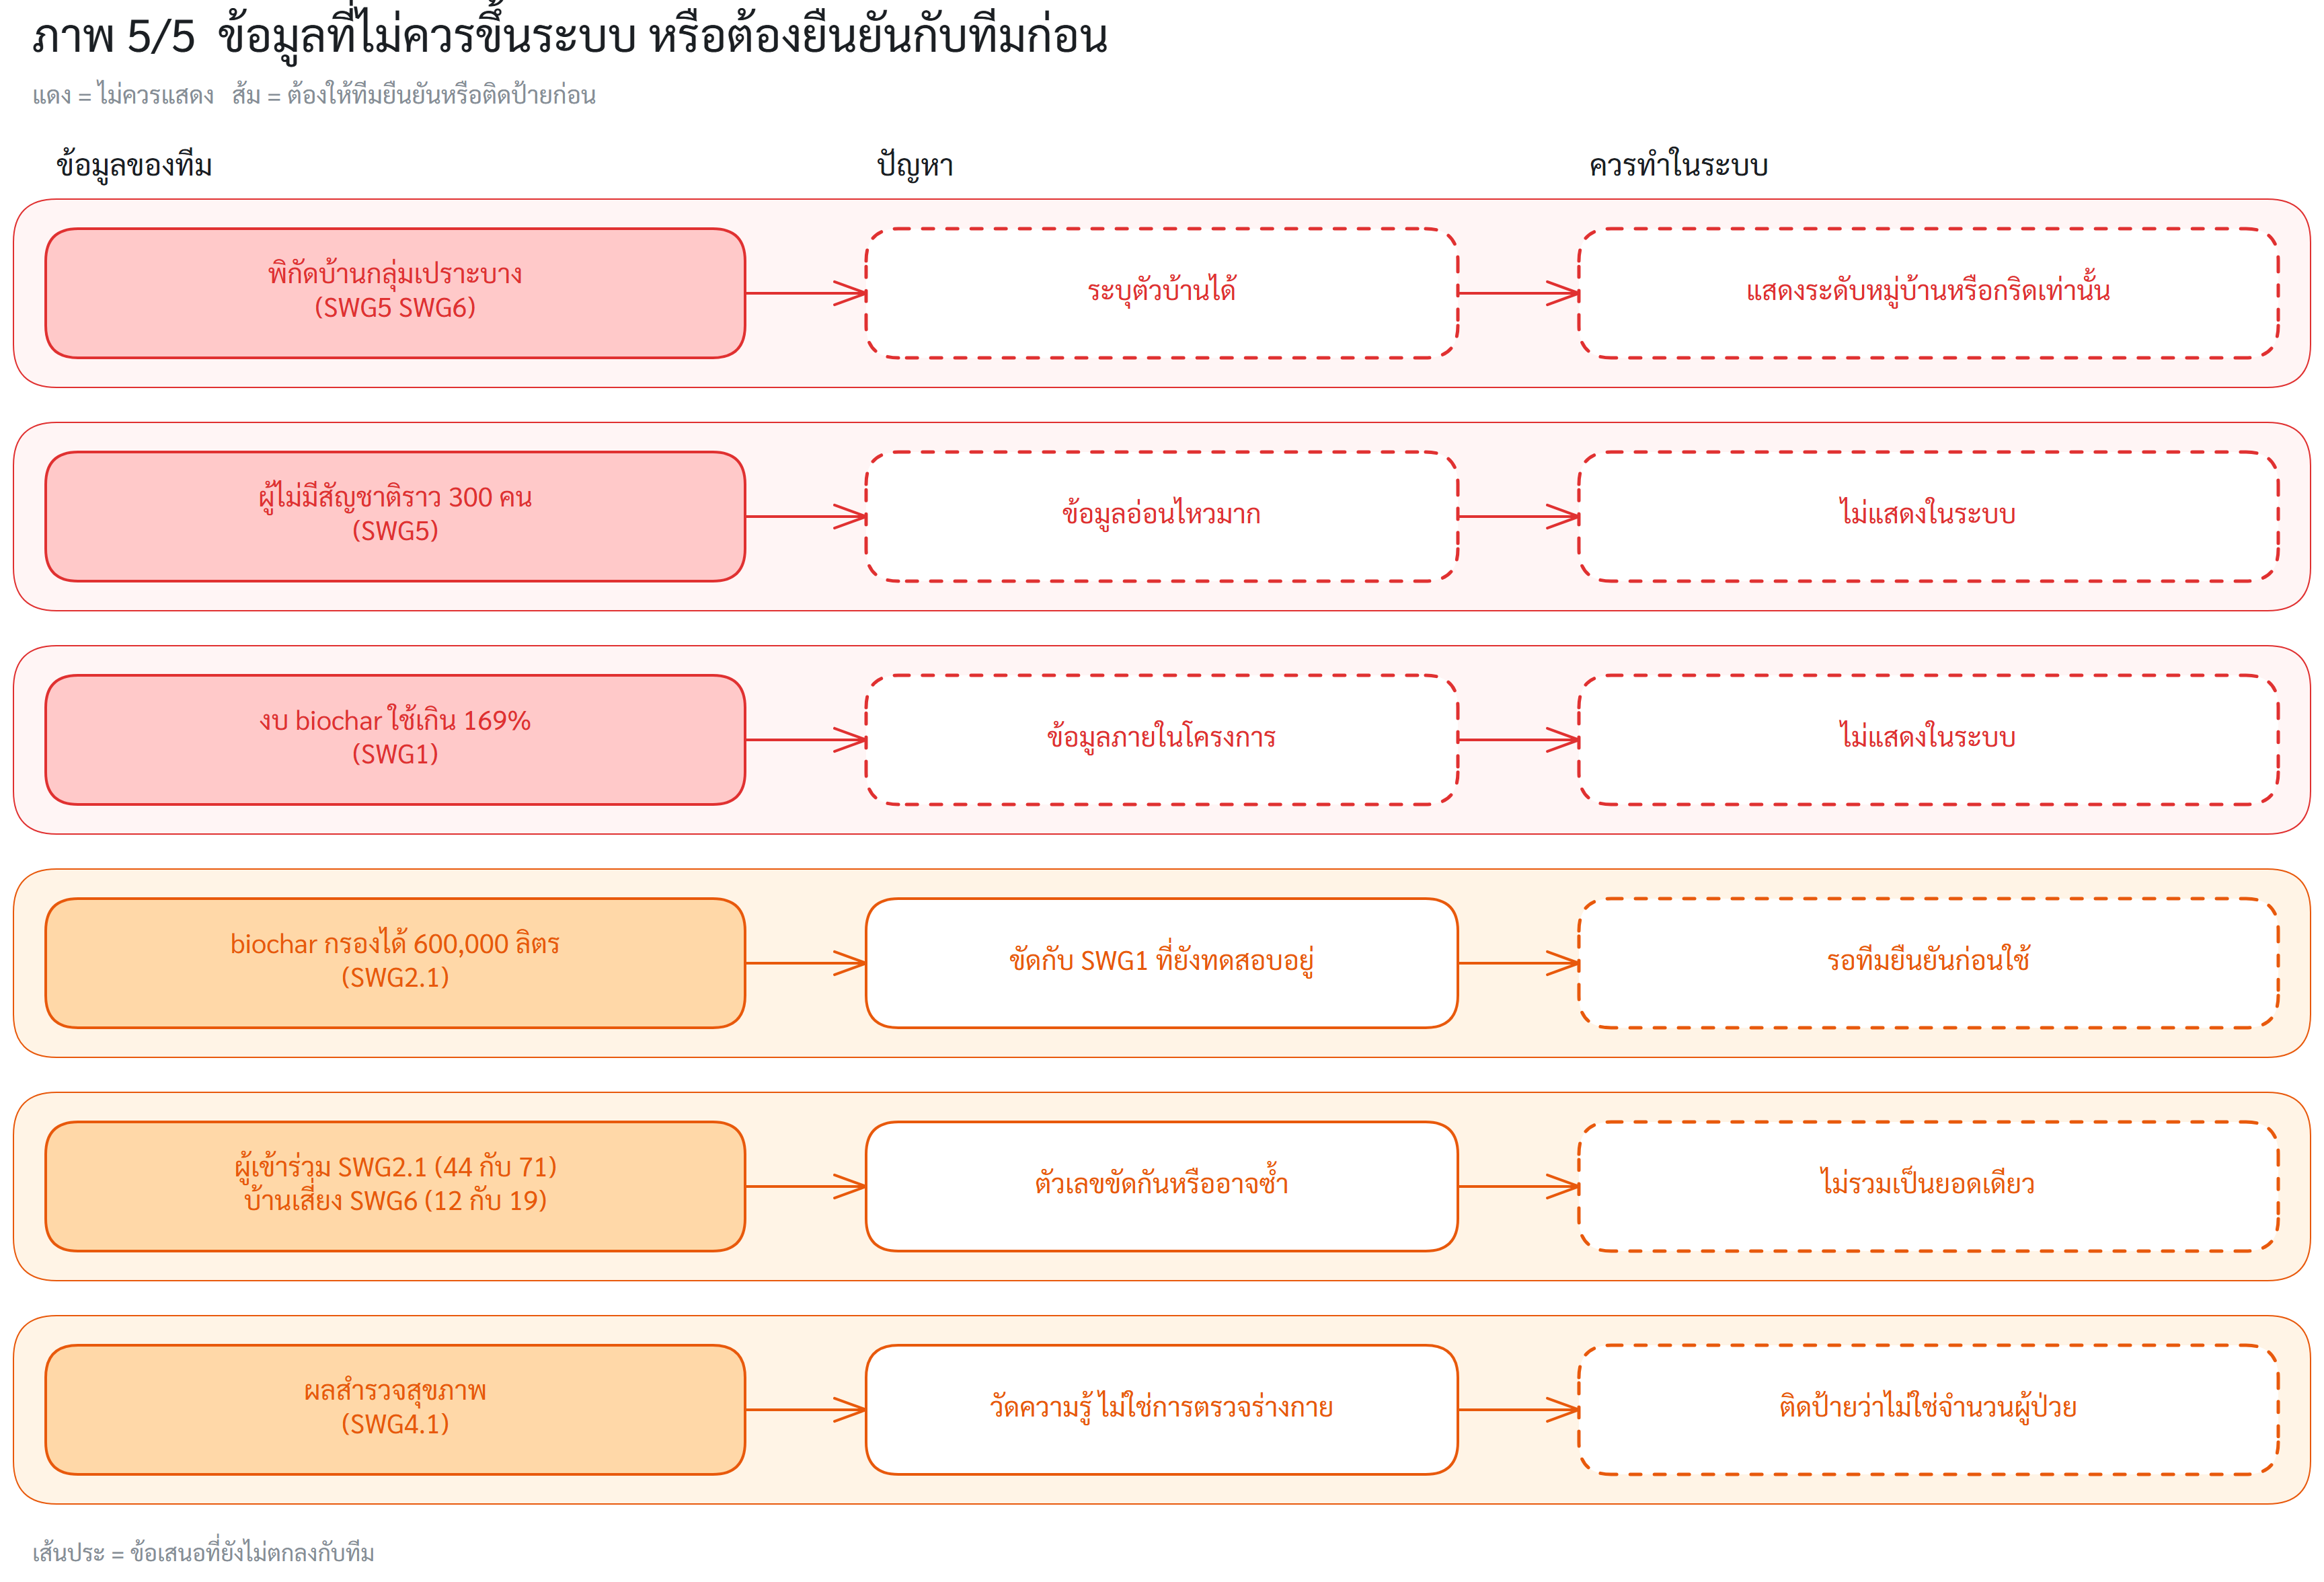 ภาพ 5/5 ข้อมูลที่ไม่ควรขึ้นระบบ หรือต้องยืนยันกับทีมก่อน
แดง = ไม่ควรแสดง ส้ม = ต้องให้ทีมยืนยันหรือติดป้ายก่อน
ข้อมูลของทีม
ปัญหา
ควรทำในระบบ
พิกัดบ้านกลุ่มเปราะบาง
(SWG5 SWG6)
ระบุตัวบ้านได้
แสดงระดับหมู่บ้านหรือกริดเท่านั้น
ผู้ไม่มีสัญชาติราว 300 คน
(SWG5)
ข้อมูลอ่อนไหวมาก
ไม่แสดงในระบบ
งบ biochar ใช้เกิน 169%
(SWG1)
ข้อมูลภายในโครงการ
ไม่แสดงในระบบ
biochar กรองได้ 600,000 ลิตร
(SWG2.1)
ขัดกับ SWG1 ที่ยังทดสอบอยู่
รอทีมยืนยันก่อนใช้
ผู้เข้าร่วม SWG2.1 (44 กับ 71)
บ้านเสี่ยง SWG6 (12 กับ 19)
ตัวเลขขัดกันหรืออาจซ้ำ
ไม่รวมเป็นยอดเดียว
ผลสำรวจสุขภาพ
(SWG4.1)
วัดความรู้ ไม่ใช่การตรวจร่างกาย
ติดป้ายว่าไม่ใช่จำนวนผู้ป่วย
เส้นประ = ข้อเสนอที่ยังไม่ตกลงกับทีม